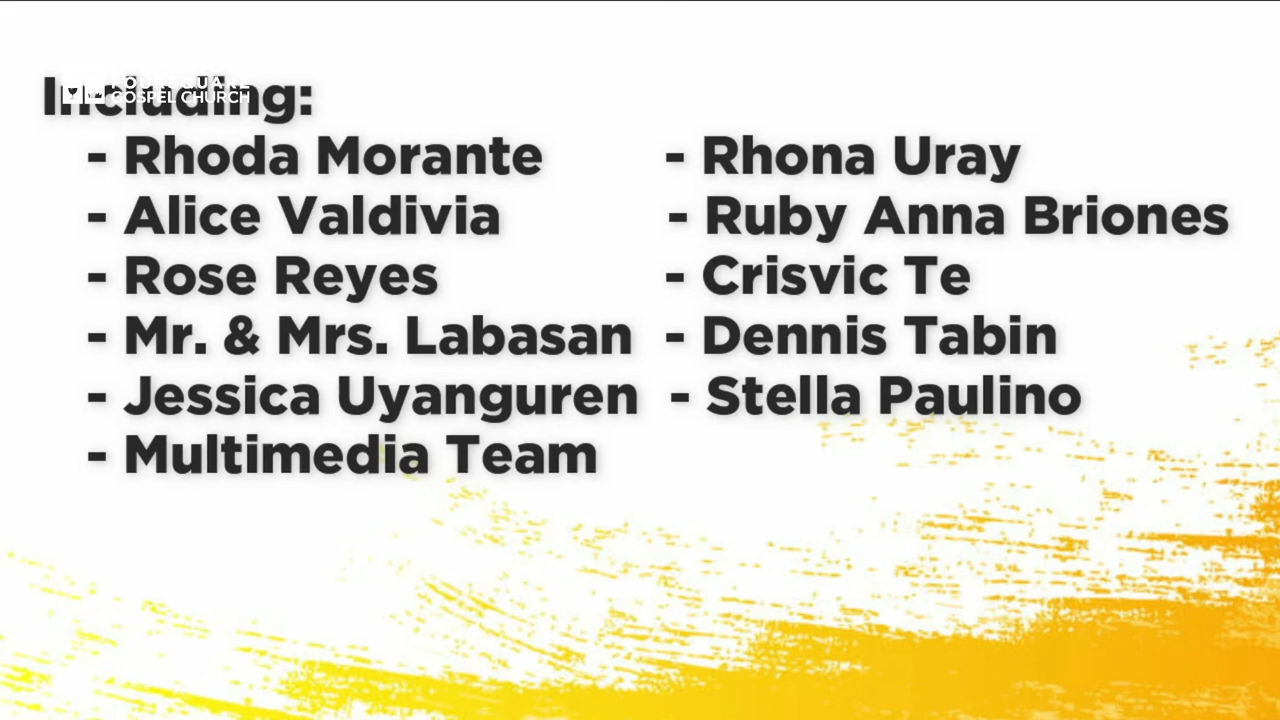 FOURSQUARE
GOSPEL CHURCH
Including:
- Rhoda Morante
- Alice Valdivia
- Rose Reyes
- Mr. & Mrs. Labasan
- Jessica Uyanguren
- Multimedia Team
- Rhona Uray
- Ruby Anna Briones
- Crisvic Te
- Dennis Tabin
- Stella Paulino